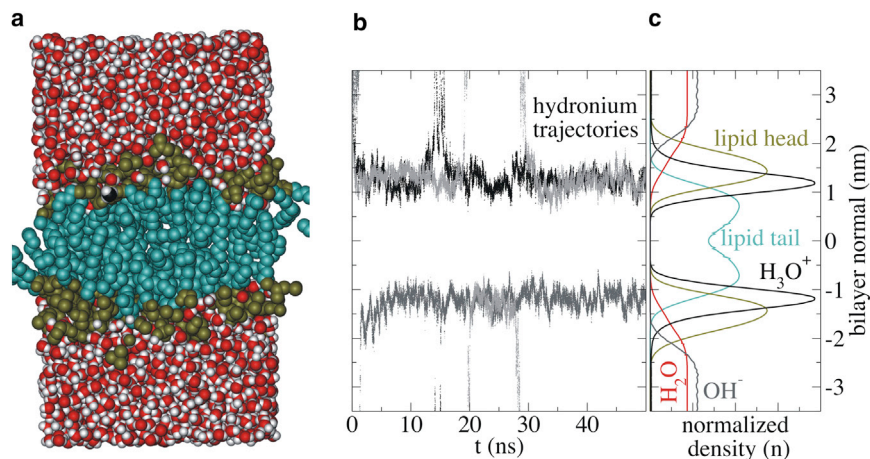 a
b
c
hydronium
trajectories
lipid head
lipid tail
H3O+
H2O
OH-
3
2
1
0
-1
-2
-3
bilayer normal (nm)
0 10 20 30 40
t (ns)
normalized
density (n)